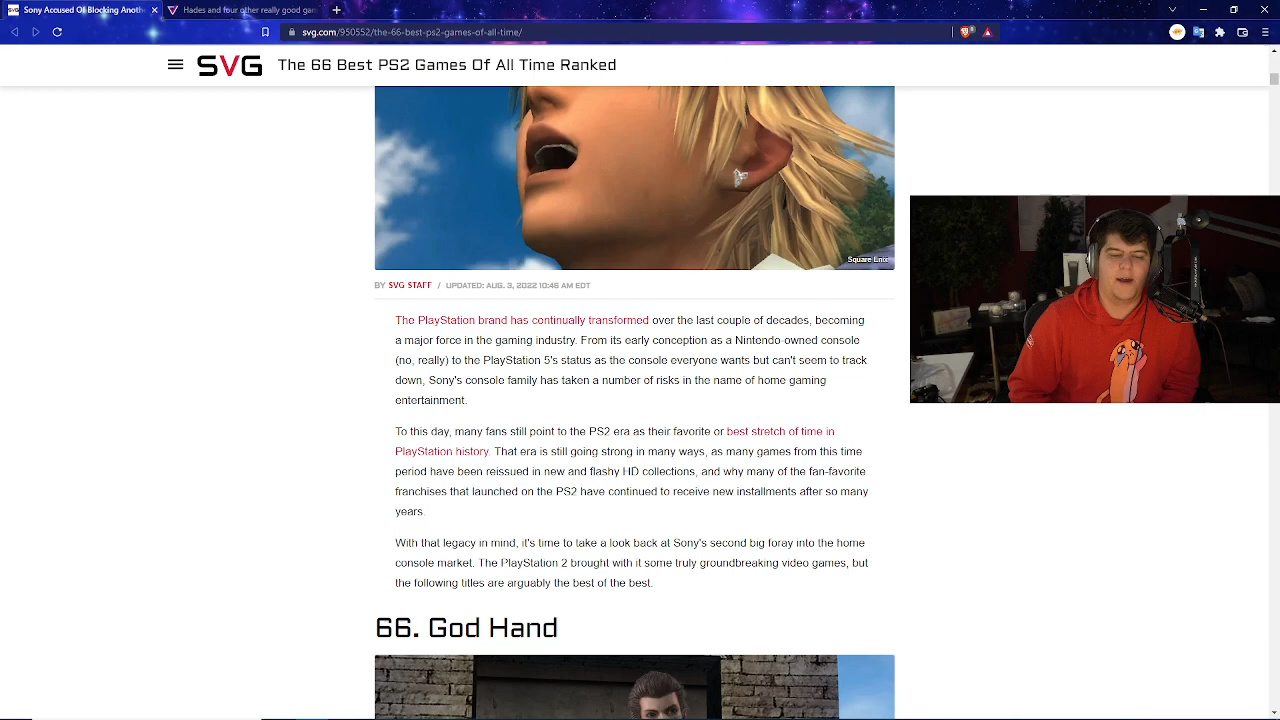 Sony Accused Of Blocking Anoth
Hades and four other really good gam
svg.com/950552/the-66-best-ps2-games-of-all-time/
SVG The 66 Best PS2 Games Of All Time Ranked
Square Enix
BY SVG STAFF / UPDATED: AUG. 3, 2022 10:46 AM EDT
The PlayStation brand has continually transformed over the last couple of decades, becoming
a major force in the gaming industry. From its early conception as a Nintendo-owned console
(no, really) to the PlayStation 5's status as the console everyone wants but can't seem to track
down, Sony's console family has taken a number of risks in the name of home gaming
entertainment.
To this day, many fans still point to the PS2 era as their favorite or best stretch of time in
PlayStation history. That era is still going strong in many ways, as many games from this time
period have been reissued in new and flashy HD collections, and why many of the fan-favorite
franchises that launched on the PS2 have continued to receive new installments after so many
years.
With that legacy in mind, it's time to take a look back at Sony's second big foray into the home
console market. The PlayStation 2 brought with it some truly groundbreaking video games, but
the following titles are arguably the best of the best.
66. God Hand